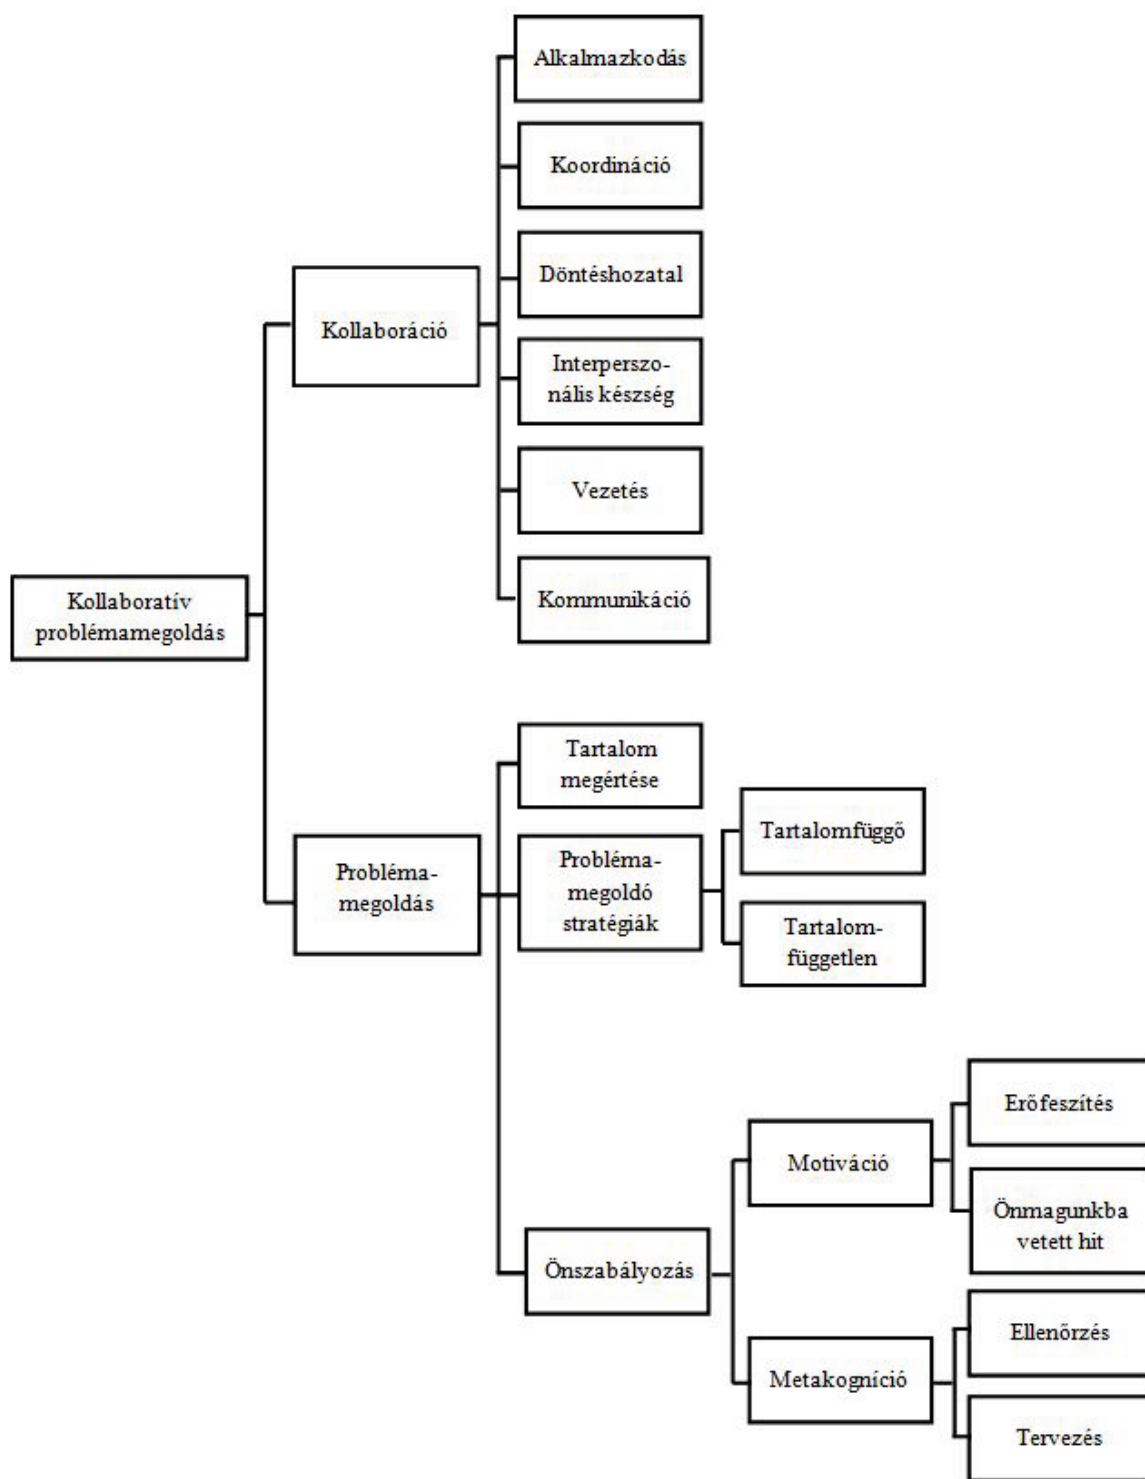 Alkalmazkodás
Koordináció
Döntéshozatal
Kollaboráció
Interperszo-
nális készség
Vezetés
Kommunikáció
Kollaboratív
problémamegoldás
Tartalom
megértése
Probléma-
megoldás
Probléma-
megoldó
stratégiák
Tartalomfüggő
Tartalom-
független
Önszabályozás
Motiváció
Erőfeszítés
Önmagunkba
vetett hit
Metakogníció
Ellenőrzés
Tervezés